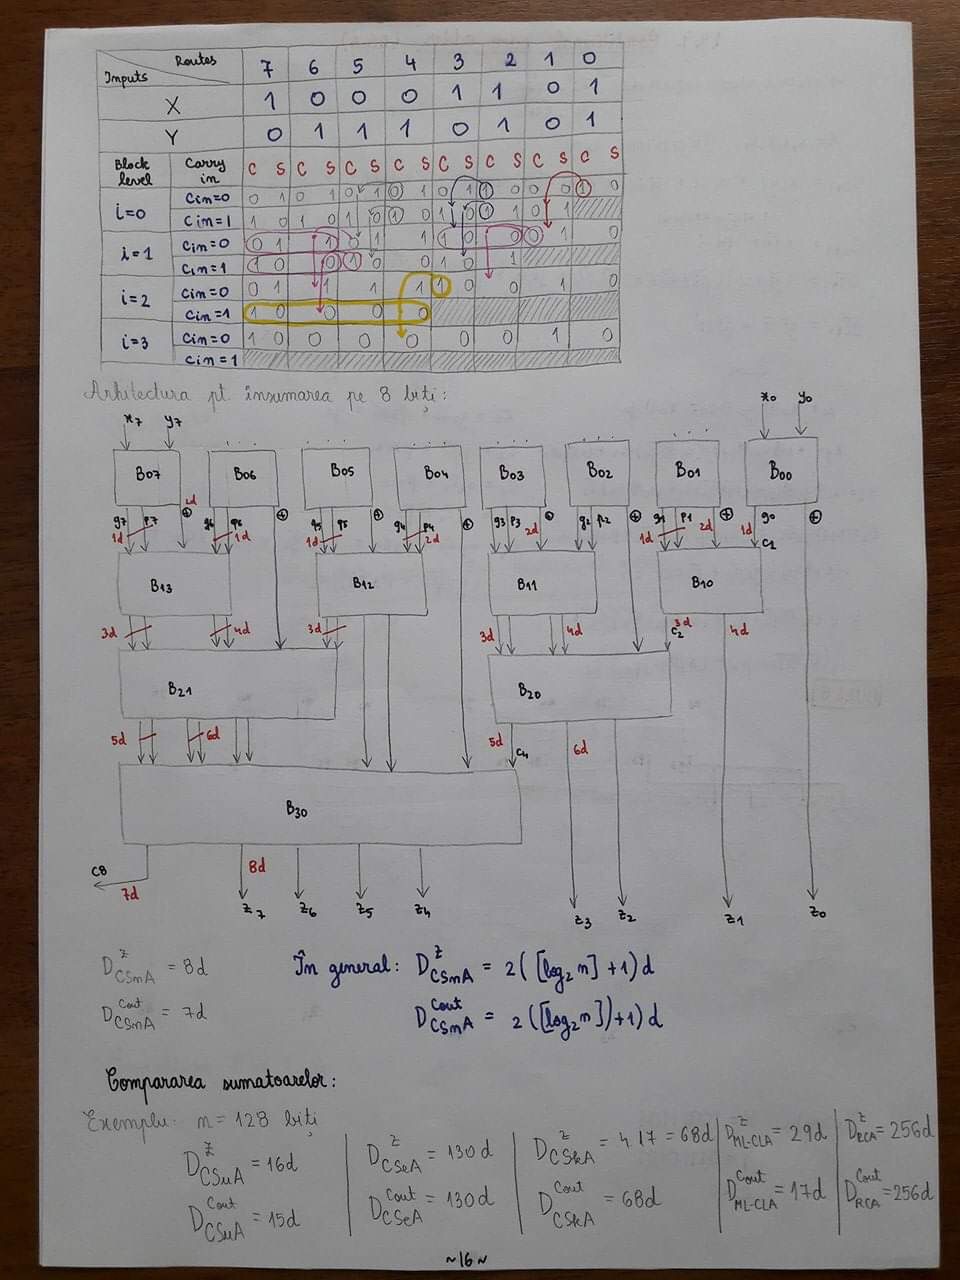 Routes 7 6 5 4 3 2 1 0
Inputs
X 1 0 0 0 1 1 0 1
Y 0 1 1 1 0 1 0 1
Block level Carry in C S C S C S C S C S C S C S C S
i=0 Cin=0 0 1 0 1 0 1 0 1 0 1 1 0 0 0 1 0
Cin=1 1 0 1 0 1 0 1 0 1 0 1 1 0 1
i=1 Cin=0 0 1 1 0 1 1 1 0 0 0 1 0
Cin=1 1 0 0 1 0 0 1 0 1
i=2 Cin=0 0 1 1 1 1 1 0 0 1 0
Cin=1 1 0 0 0 0
i=3 Cin=0 1 0 0 0 0 0 0 1 0
Cin=1
Arhitectura pt. însumarea pe 8 biți:
x7 y7 x0 y0
B07 B06 B05 B04 B03 B02 B01 B00
g7 p7 1d ⊕ g6 p6 ⊕ g5 p5 ⊕ g4 p4 ⊕ g3 p3 ⊕ g2 p2 ⊕ g1 p1 ⊕ g0 ⊕
1d 1d 1d 2d 2d 1d 2d 1d C1
B13 B12 B11 B10
3d 4d 3d 3d 4d 3d C2 4d
B21 B20
5d 6d 5d C4 6d
B30
C8 7d 8d
z7 z6 z5 z4 z3 z2 z1 z0
D^z CSmA = 8d În general: D^z CSmA = 2([log2 n]+1)d
D^Cout CSmA = 7d D^Cout CSmA = 2([log2 n])+1)d
Compararea sumatoarelor:
Exemplu: n = 128 biți
D^z CSuA = 16d D^z CSeA = 130d D^z CSkA = 4·17 = 68d D^z ML-CLA = 29d D^z RCA = 256d
D^Cout CSuA = 15d D^Cout CSeA = 130d D^Cout CSkA = 68d D^Cout ML-CLA = 17d D^Cout RCA = 256d
~16~